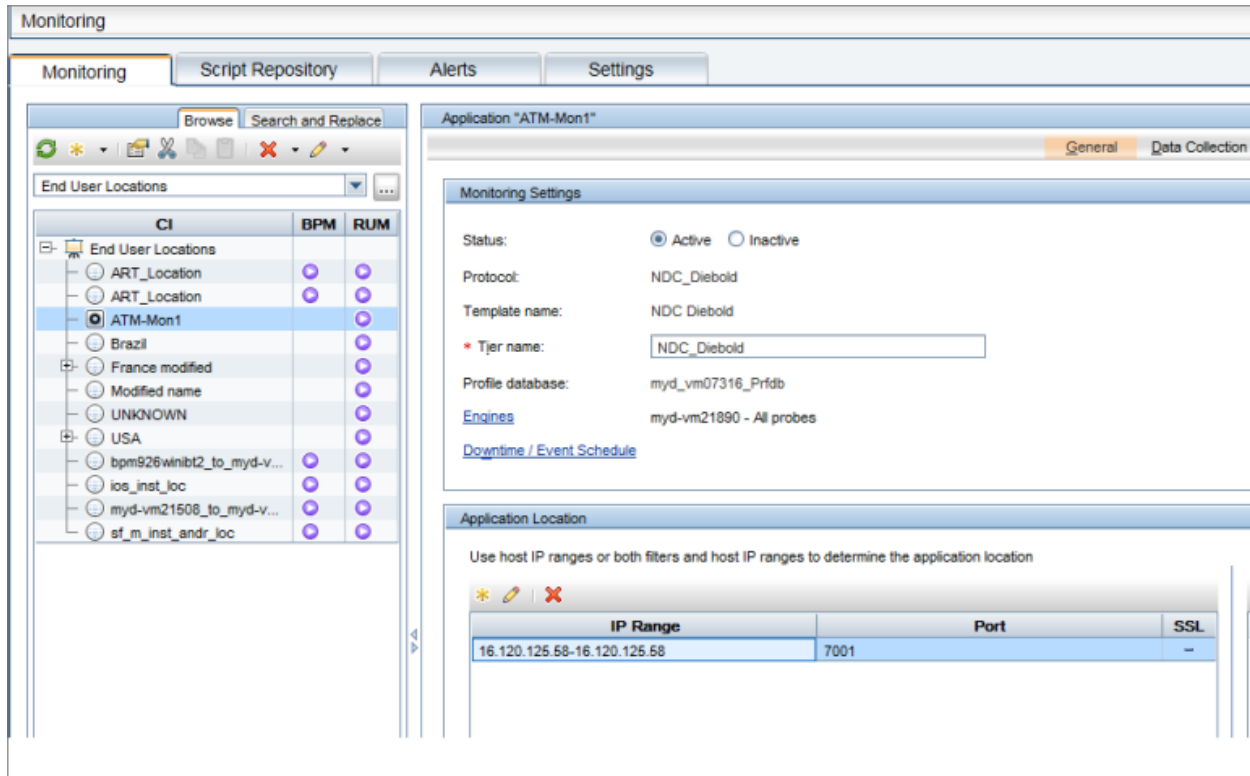 Monitoring
Monitoring Script Repository Alerts Settings
Browse Search and Replace
End User Locations ...
CI BPM RUM
End User Locations
ART_Location
ART_Location
ATM-Mon1
Brazil
France modified
Modified name
UNKNOWN
USA
bpm926winibt2_to_myd-v...
ios_inst_loc
myd-vm21508_to_myd-v...
sf_m_inst_andr_loc
Application "ATM-Mon1"
General Data Collection
Monitoring Settings
Status: Active Inactive
Protocol: NDC_Diebold
Template name: NDC Diebold
* Tier name: NDC_Diebold
Profile database: myd_vm07316_Prfdb
Engines myd-vm21890 - All probes
Downtime / Event Schedule
Application Location
Use host IP ranges or both filters and host IP ranges to determine the application location
IP Range Port SSL
16.120.125.58-16.120.125.58 7001 --